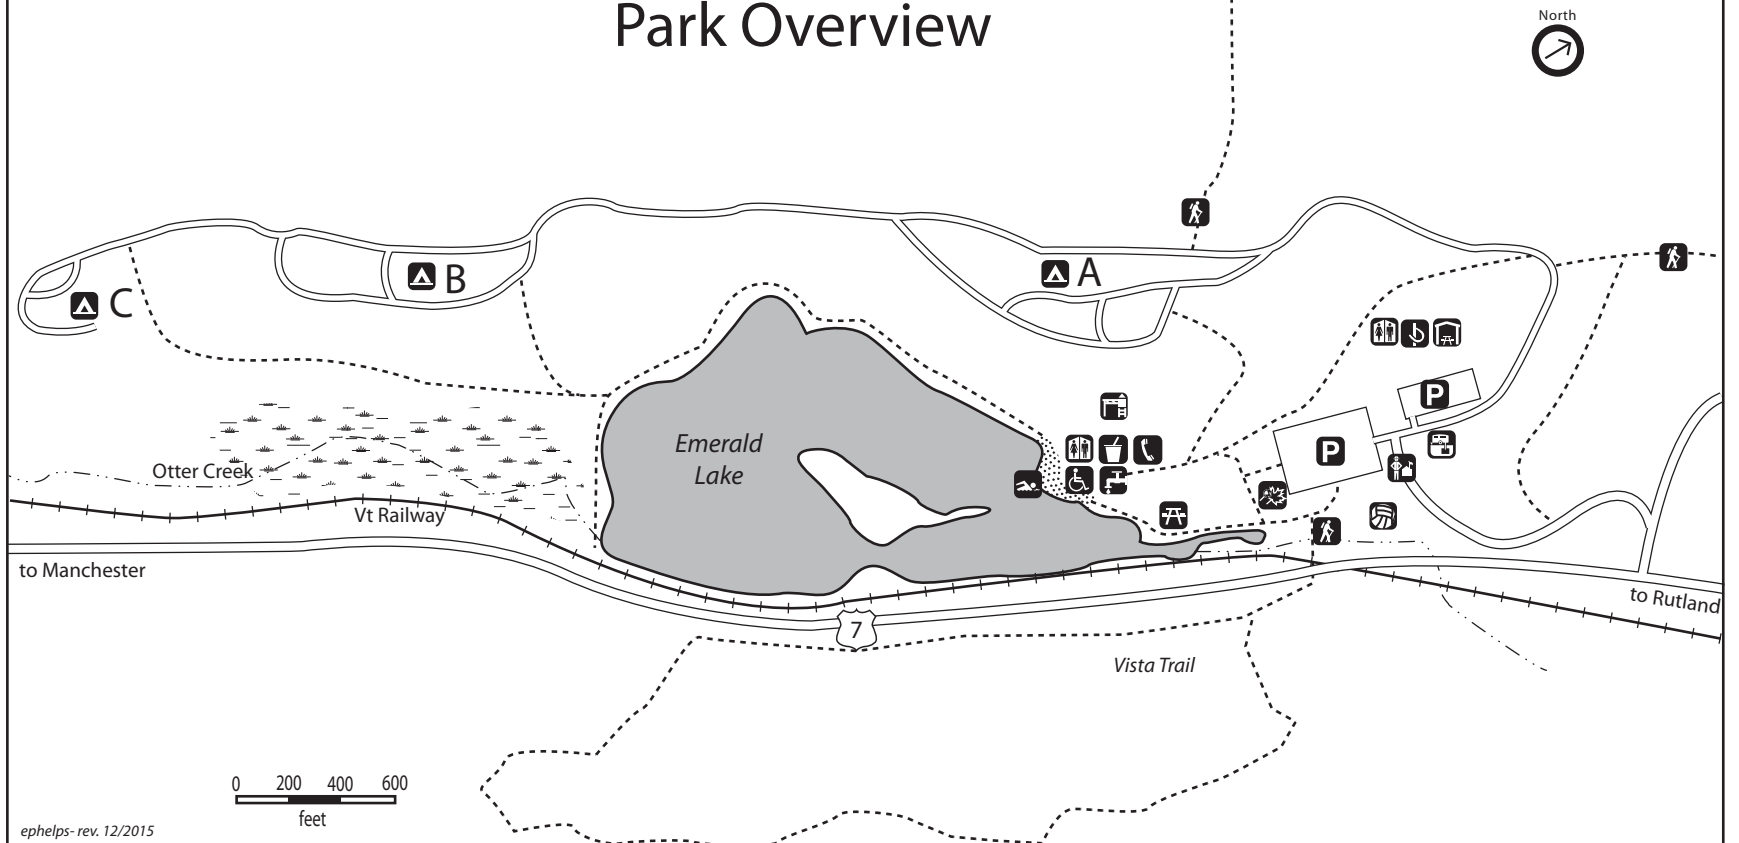 Park Overview
North
A
B
C
P
Emerald
Lake
P
Otter Creek
Vt Railway
to Manchester
to Rutland
7
Vista Trail
0 200 400 600
feet
ephelps- rev. 12/2015